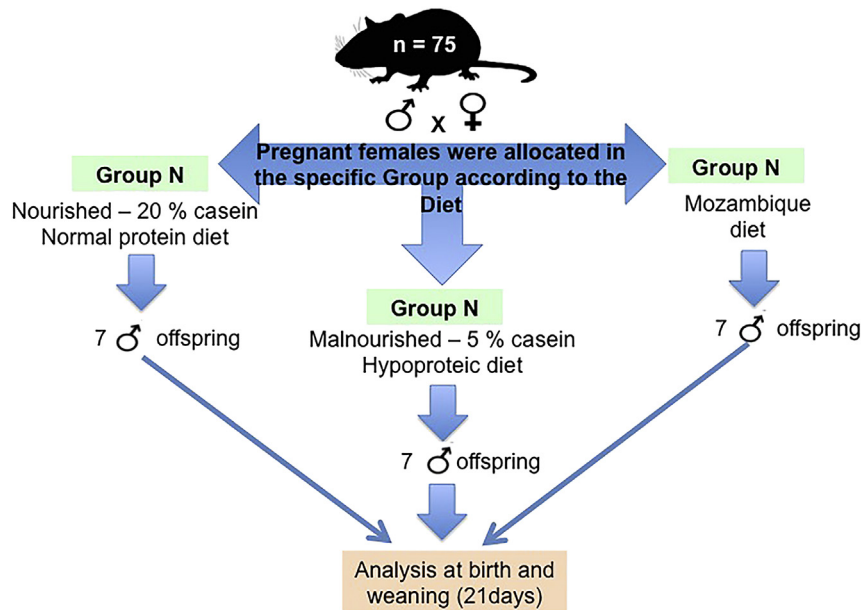 n = 75
♂ x ♀
Pregnant females were allocated in
the specific Group according to the
Diet
Group N
Nourished – 20 % casein
Normal protein diet
7 ♂ offspring
Group N
Malnourished – 5 % casein
Hypoproteic diet
7 ♂ offspring
Group N
Mozambique
diet
7 ♂ offspring
Analysis at birth and
weaning (21days)